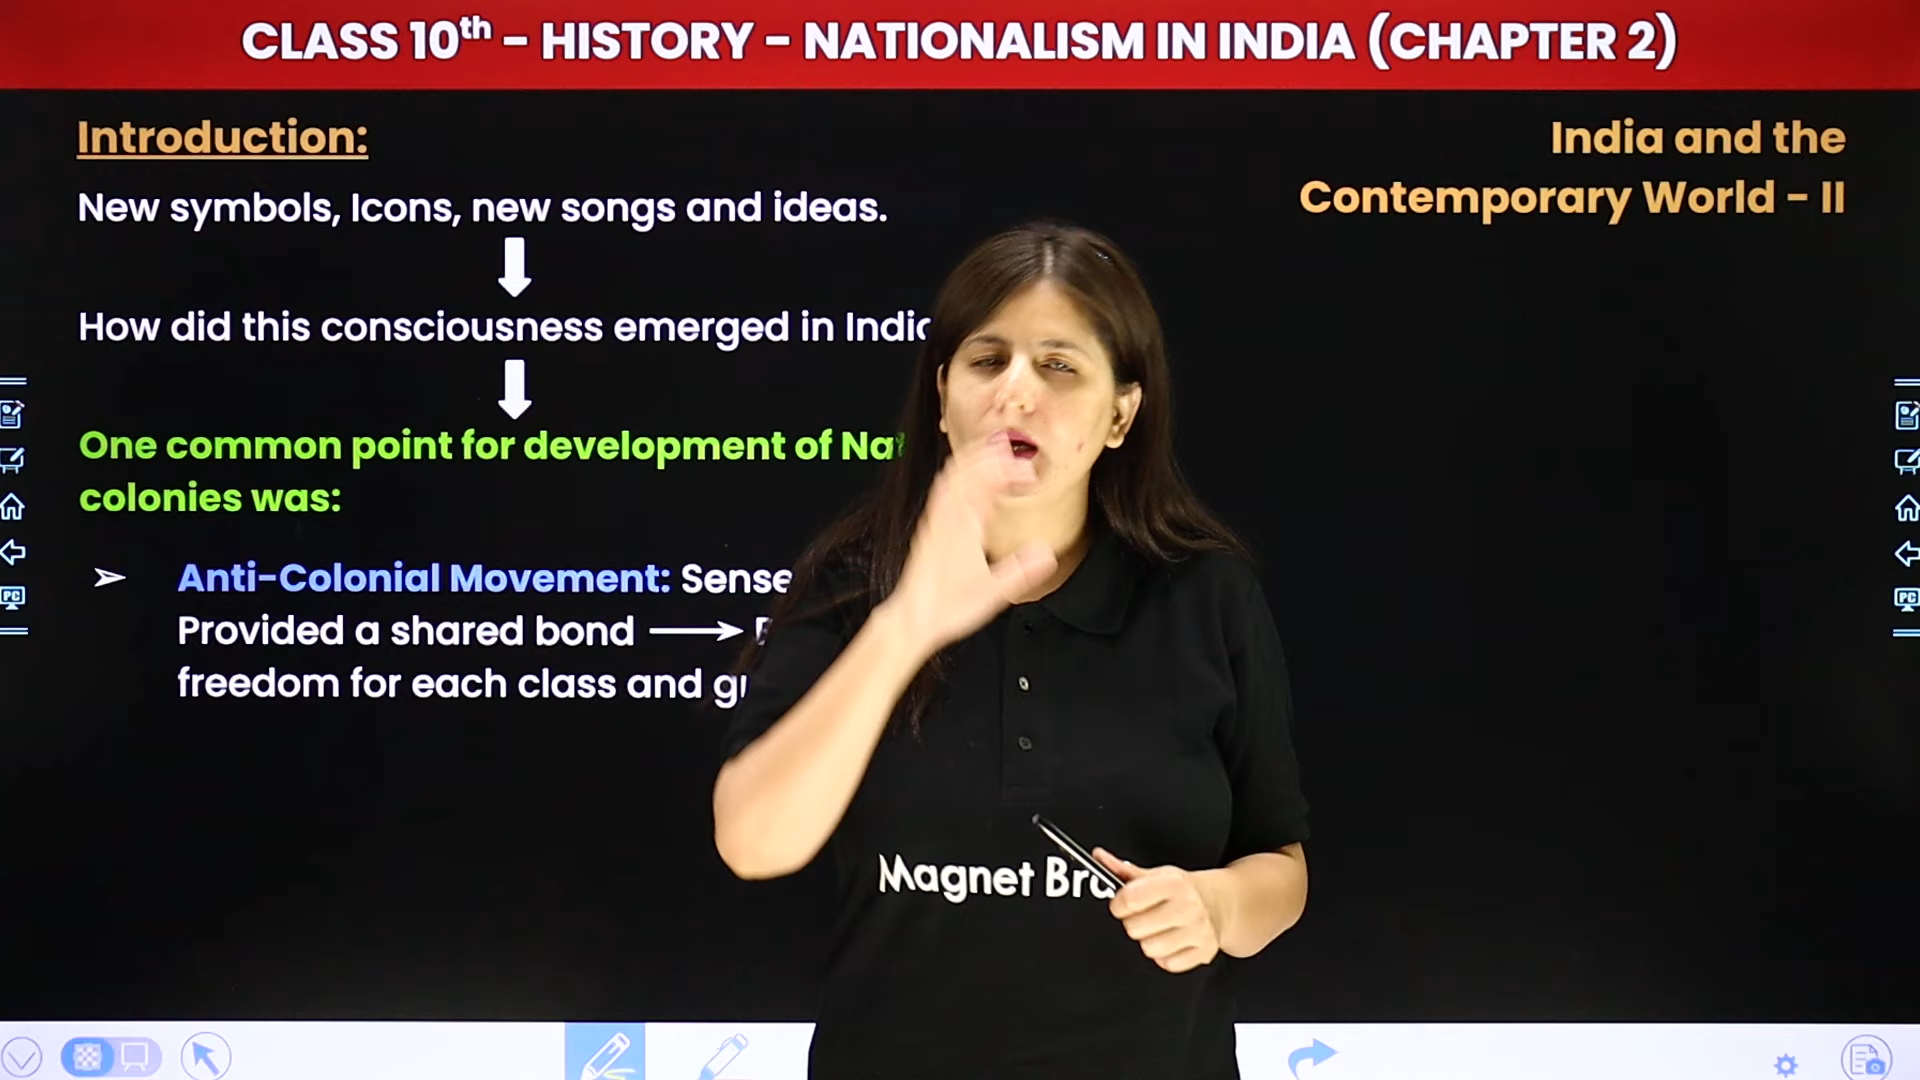 CLASS 10th - HISTORY - NATIONALISM IN INDIA (CHAPTER 2)
Introduction:
India and the
Contemporary World - II
New symbols, Icons, new songs and ideas.
How did this consciousness emerged in
One common point for development of
colonies was:
➢ Anti-Colonial Movement: Sense
Provided a shared bond ⟶
freedom for each class and
Magnet
PC
PC